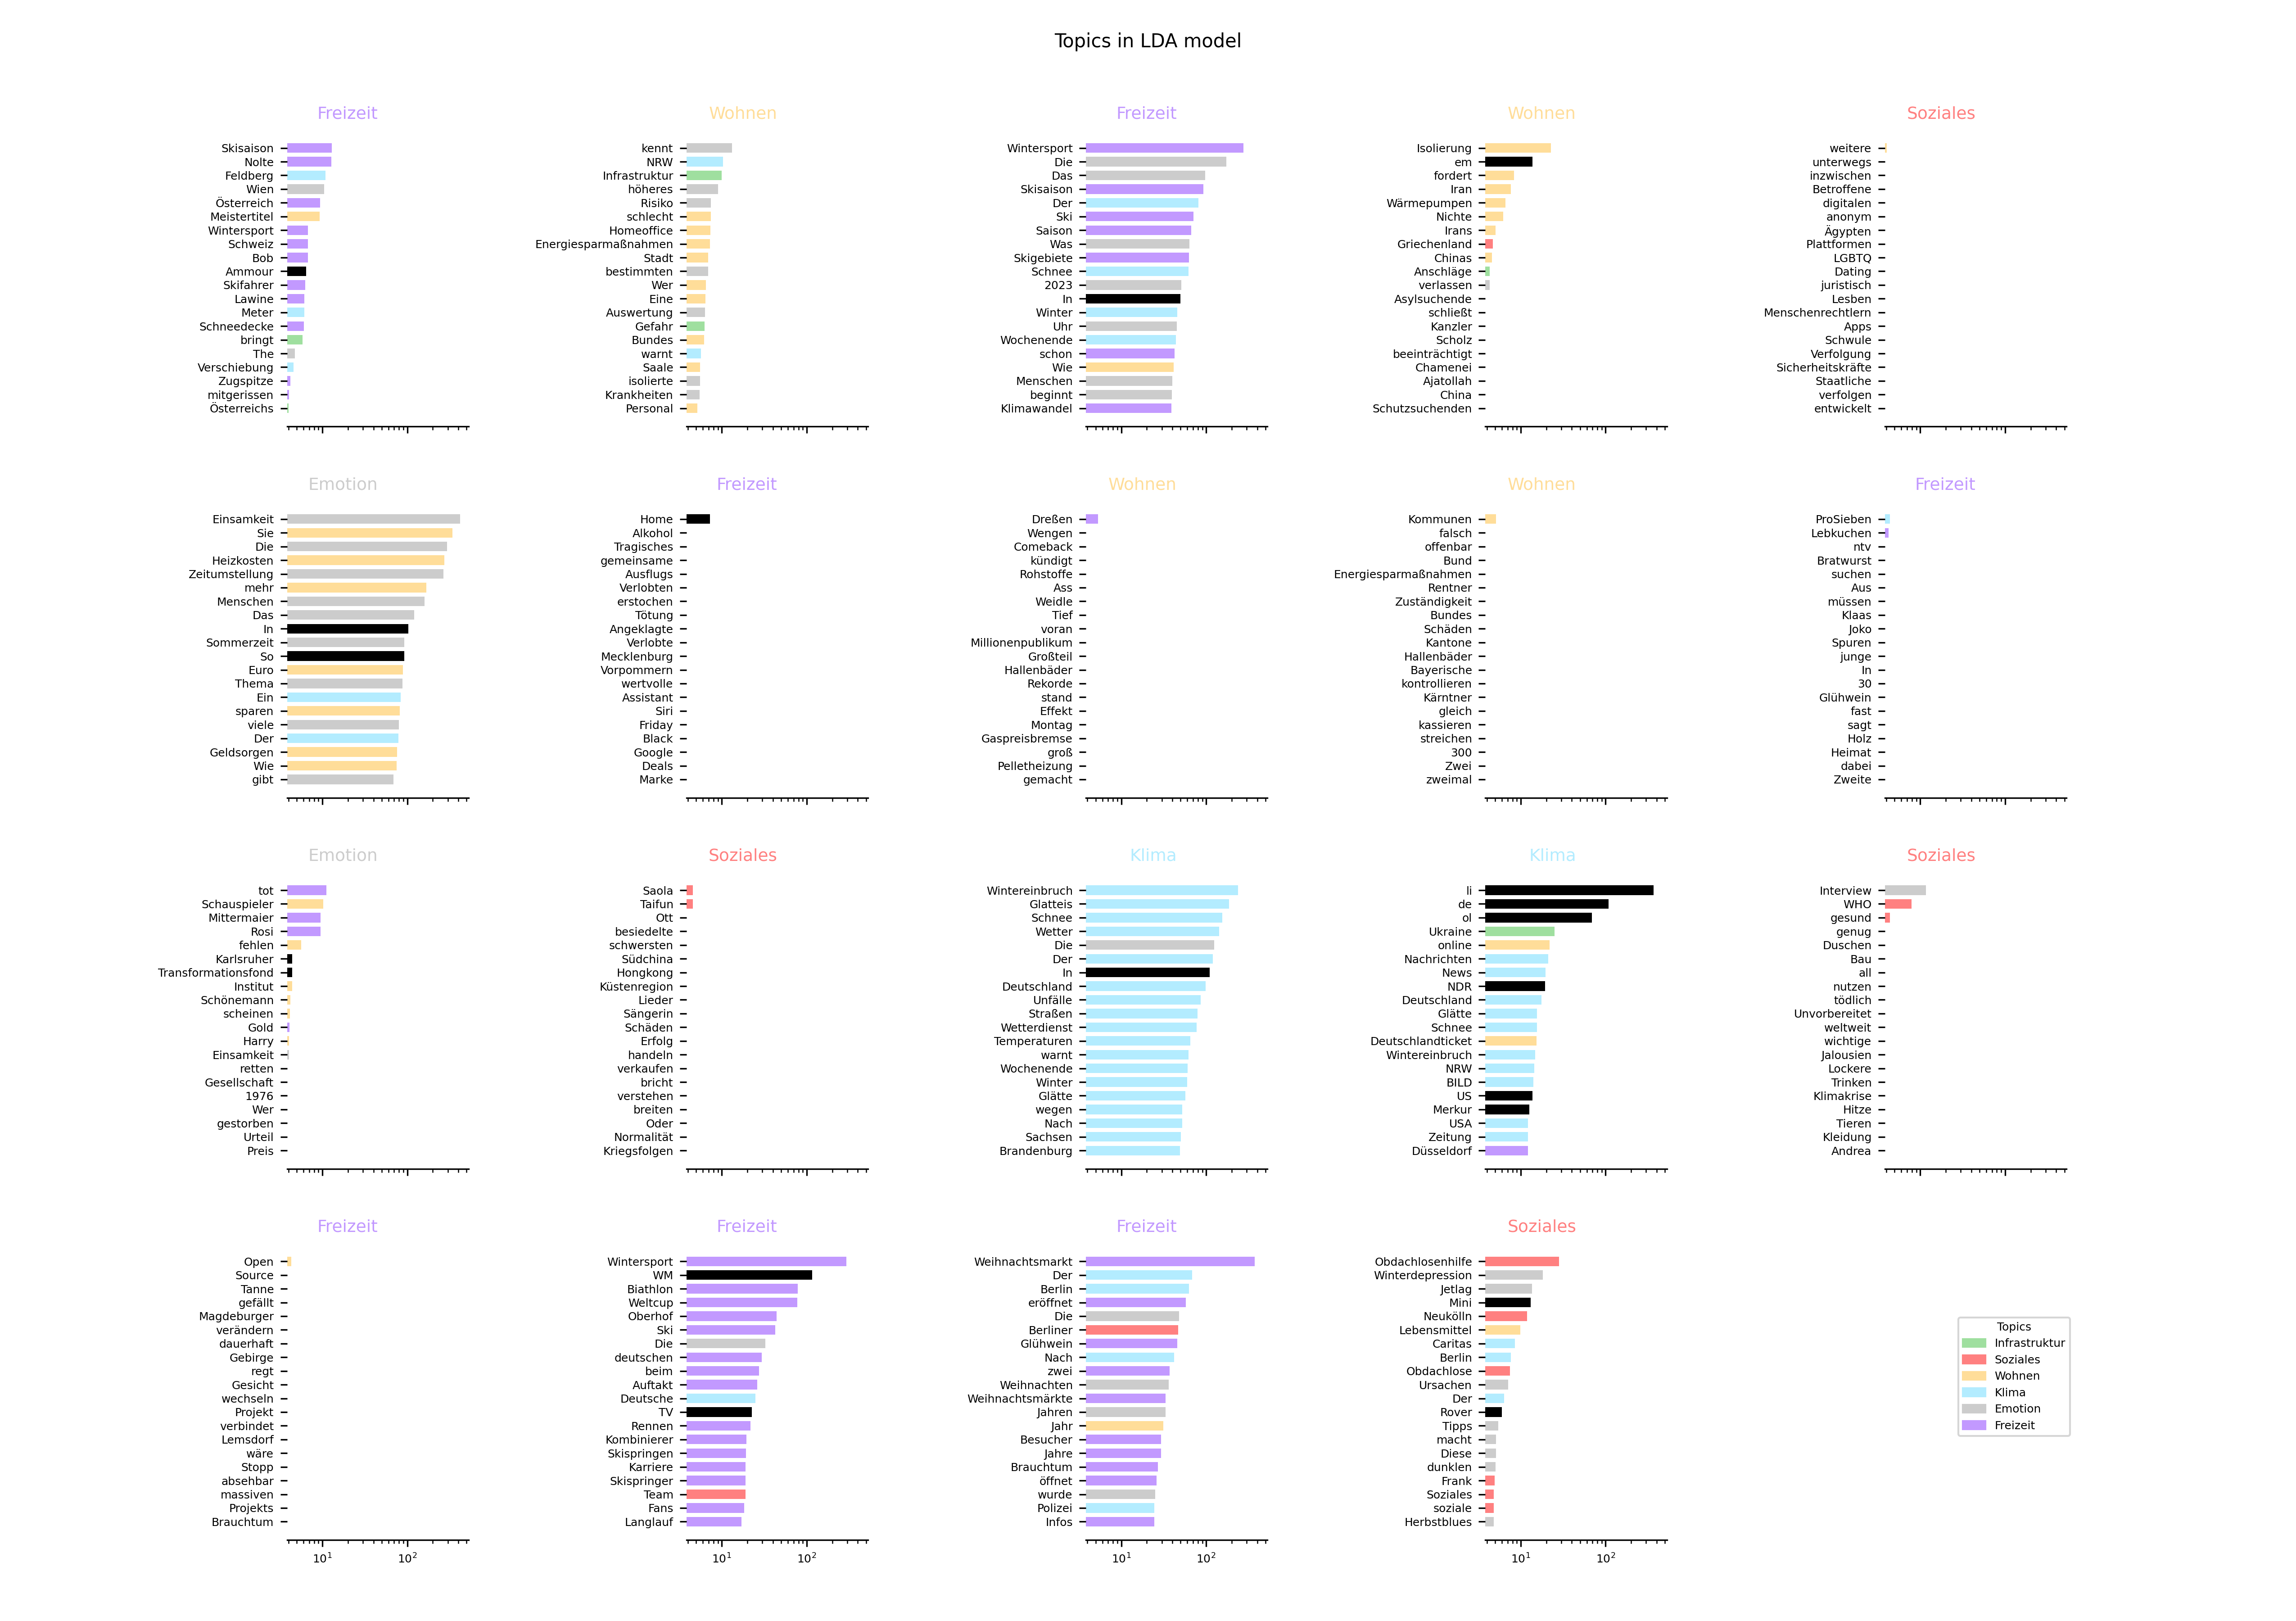 Topics in LDA model
Freizeit
Skisaison
Nolte
Feldberg
Wien
Österreich
Meistertitel
Wintersport
Schweiz
Bob
Ammour
Skifahrer
Lawine
Meter
Schneedecke
bringt
The
Verschiebung
Zugspitze
mitgerissen
Österreichs
Wohnen
kennt
NRW
Infrastruktur
höheres
Risiko
schlecht
Homeoffice
Energiesparmaßnahmen
Stadt
bestimmten
Wer
Eine
Auswertung
Gefahr
Bundes
warnt
Saale
isolierte
Krankheiten
Personal
Freizeit
Wintersport
Die
Das
Skisaison
Der
Ski
Saison
Was
Skigebiete
Schnee
2023
In
Winter
Uhr
Wochenende
schon
Wie
Menschen
beginnt
Klimawandel
Wohnen
Isolierung
em
fordert
Iran
Wärmepumpen
Nichte
Irans
Griechenland
Chinas
Anschläge
verlassen
Asylsuchende
schließt
Kanzler
Scholz
beeinträchtigt
Chamenei
Ajatollah
China
Schutzsuchenden
Soziales
weitere
unterwegs
inzwischen
Betroffene
digitalen
anonym
Ägypten
Plattformen
LGBTQ
Dating
juristisch
Lesben
Menschenrechtlern
Apps
Schwule
Verfolgung
Sicherheitskräfte
Staatliche
verfolgen
entwickelt
Emotion
Einsamkeit
Sie
Die
Heizkosten
Zeitumstellung
mehr
Menschen
Das
In
Sommerzeit
So
Euro
Thema
Ein
sparen
viele
Der
Geldsorgen
Wie
gibt
Freizeit
Home
Alkohol
Tragisches
gemeinsame
Ausflugs
Verlobten
erstochen
Tötung
Angeklagte
Verlobte
Mecklenburg
Vorpommern
wertvolle
Assistant
Siri
Friday
Black
Google
Deals
Marke
Wohnen
Dreßen
Wengen
Comeback
kündigt
Rohstoffe
Ass
Weidle
Tief
voran
Millionenpublikum
Großteil
Hallenbäder
Rekorde
stand
Effekt
Montag
Gaspreisbremse
groß
Pelletheizung
gemacht
Wohnen
Kommunen
falsch
offenbar
Bund
Energiesparmaßnahmen
Rentner
Zuständigkeit
Bundes
Schäden
Kantone
Hallenbäder
Bayerische
kontrollieren
Kärntner
gleich
kassieren
streichen
300
Zwei
zweimal
Freizeit
ProSieben
Lebkuchen
ntv
Bratwurst
suchen
Aus
müssen
Klaas
Joko
Spuren
junge
In
30
Glühwein
fast
sagt
Holz
Heimat
dabei
Zweite
Emotion
tot
Schauspieler
Mittermaier
Rosi
fehlen
Karlsruher
Transformationsfond
Institut
Schönemann
scheinen
Gold
Harry
Einsamkeit
retten
Gesellschaft
1976
Wer
gestorben
Urteil
Preis
Soziales
Saola
Taifun
Ott
besiedelte
schwersten
Südchina
Hongkong
Küstenregion
Lieder
Sängerin
Schäden
Erfolg
handeln
verkaufen
bricht
verstehen
breiten
Oder
Normalität
Kriegsfolgen
Klima
Wintereinbruch
Glatteis
Schnee
Wetter
Die
Der
In
Deutschland
Unfälle
Straßen
Wetterdienst
Temperaturen
warnt
Wochenende
Winter
Glätte
wegen
Nach
Sachsen
Brandenburg
Klima
li
de
ol
Ukraine
online
Nachrichten
News
NDR
Deutschland
Glätte
Schnee
Deutschlandticket
Wintereinbruch
NRW
BILD
US
Merkur
USA
Zeitung
Düsseldorf
Soziales
Interview
WHO
gesund
genug
Duschen
Bau
all
nutzen
tödlich
Unvorbereitet
weltweit
wichtige
Jalousien
Lockere
Trinken
Klimakrise
Hitze
Tieren
Kleidung
Andrea
Freizeit
Open
Source
Tanne
gefällt
Magdeburger
verändern
dauerhaft
Gebirge
regt
Gesicht
wechseln
Projekt
verbindet
Lemsdorf
wäre
Stopp
absehbar
massiven
Projekts
Brauchtum
10¹ 10²
Freizeit
Wintersport
WM
Biathlon
Weltcup
Oberhof
Ski
Die
deutschen
beim
Auftakt
Deutsche
TV
Rennen
Kombinierer
Skispringen
Karriere
Skispringer
Team
Fans
Langlauf
10¹ 10²
Freizeit
Weihnachtsmarkt
Der
Berlin
eröffnet
Die
Berliner
Glühwein
Nach
zwei
Weihnachten
Weihnachtsmärkte
Jahren
Jahr
Besucher
Jahre
Brauchtum
öffnet
wurde
Polizei
Infos
10¹ 10²
Soziales
Obdachlosenhilfe
Winterdepression
Jetlag
Mini
Neukölln
Lebensmittel
Caritas
Berlin
Obdachlose
Ursachen
Der
Rover
Tipps
macht
Diese
dunklen
Frank
Soziales
soziale
Herbstblues
10¹ 10²
Topics
Infrastruktur
Soziales
Wohnen
Klima
Emotion
Freizeit